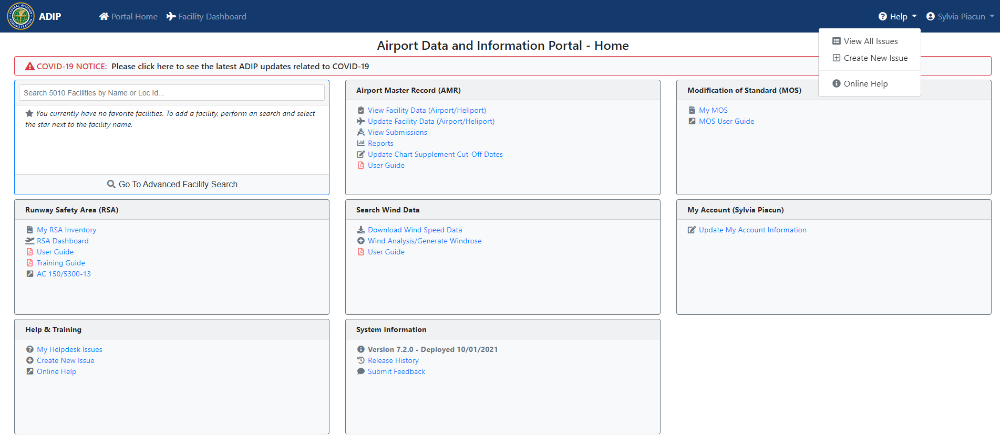 FEDERAL AVIATION
ADMINISTRATION
ADIP
Portal Home
Facility Dashboard
Help
Sylvia Piacun
View All Issues
Create New Issue
Online Help
Airport Data and Information Portal - Home
COVID-19 NOTICE: Please click here to see the latest ADIP updates related to COVID-19
Search 5010 Facilities by Name or Loc Id...
You currently have no favorite facilities. To add a facility, perform an search and select
the star next to the facility name.
Go To Advanced Facility Search
Airport Master Record (AMR)
View Facility Data (Airport/Heliport)
Update Facility Data (Airport/Heliport)
View Submissions
Reports
Update Chart Supplement Cut-Off Dates
User Guide
Modification of Standard (MOS)
My MOS
MOS User Guide
Runway Safety Area (RSA)
My RSA Inventory
RSA Dashboard
User Guide
Training Guide
AC 150/5300-13
Search Wind Data
Download Wind Speed Data
Wind Analysis/Generate Windrose
User Guide
My Account (Sylvia Piacun)
Update My Account Information
Help & Training
My Helpdesk Issues
Create New Issue
Online Help
System Information
Version 7.2.0 - Deployed 10/01/2021
Release History
Submit Feedback